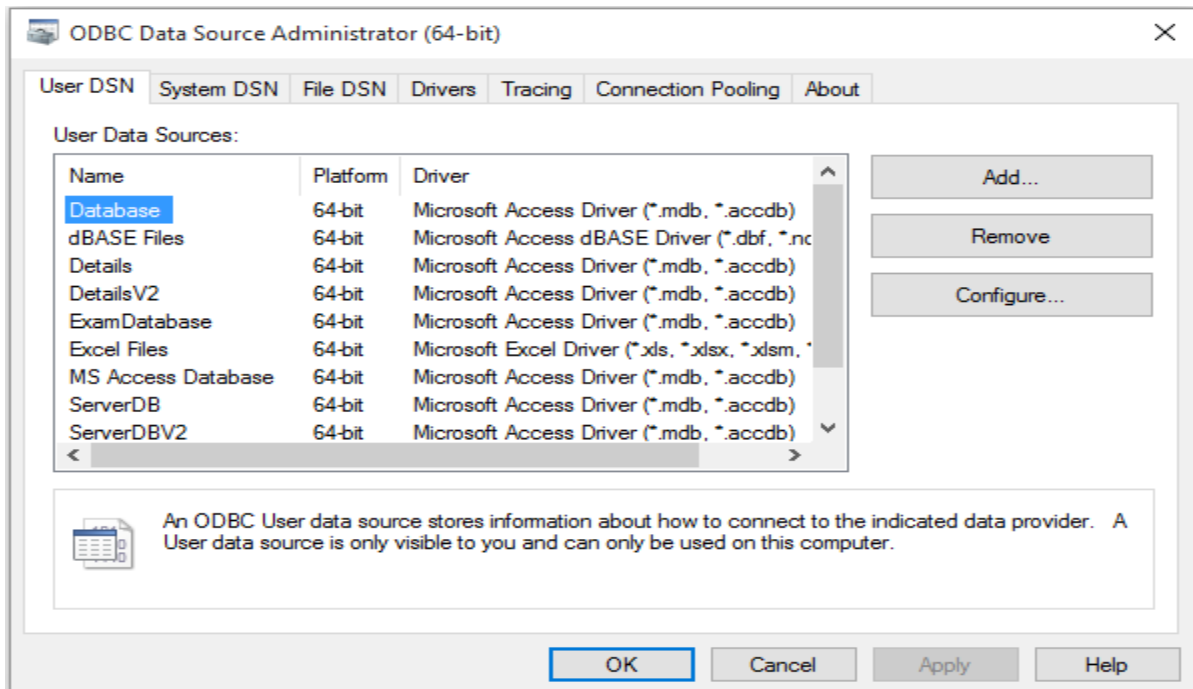 ODBC Data Source Administrator (64-bit)
User DSN System DSN File DSN Drivers Tracing Connection Pooling About
User Data Sources:
Name Platform Driver
Database 64-bit Microsoft Access Driver (*.mdb, *.accdb)
dBASE Files 64-bit Microsoft Access dBASE Driver (*.dbf, *.nd
Details 64-bit Microsoft Access Driver (*.mdb, *.accdb)
DetailsV2 64-bit Microsoft Access Driver (*.mdb, *.accdb)
ExamDatabase 64-bit Microsoft Access Driver (*.mdb, *.accdb)
Excel Files 64-bit Microsoft Excel Driver (*.xls, *.xlsx, *.xlsm, *
MS Access Database 64-bit Microsoft Access Driver (*.mdb, *.accdb)
ServerDB 64-bit Microsoft Access Driver (*.mdb, *.accdb)
ServerDBV2 64-bit Microsoft Access Driver (*.mdb, *.accdb)
Add...
Remove
Configure...
An ODBC User data source stores information about how to connect to the indicated data provider. A
User data source is only visible to you and can only be used on this computer.
OK Cancel Apply Help